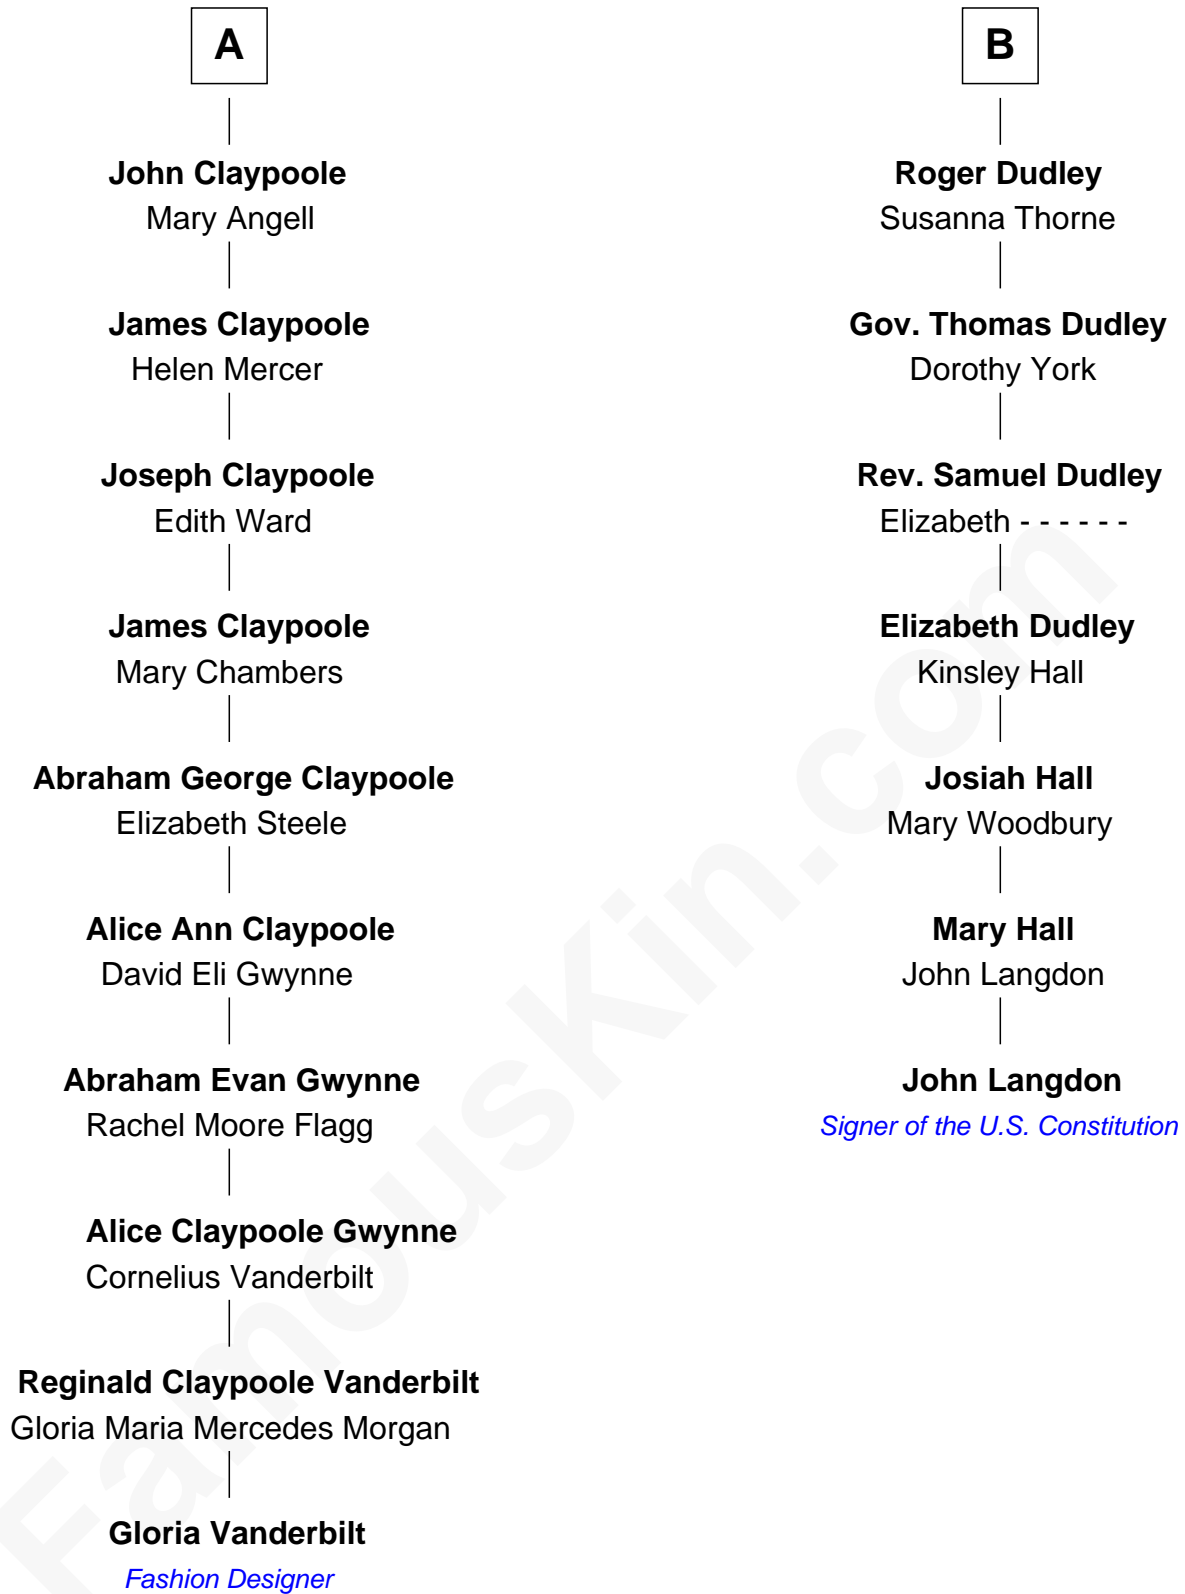 A
John Claypoole
Mary Angell
James Claypoole
Helen Mercer
Joseph Claypoole
Edith Ward
James Claypoole
Mary Chambers
Abraham George Claypoole
Elizabeth Steele
Alice Ann Claypoole
David Eli Gwynne
Abraham Evan Gwynne
Rachel Moore Flagg
Alice Claypoole Gwynne
Cornelius Vanderbilt
Reginald Claypoole Vanderbilt
Gloria Maria Mercedes Morgan
Gloria Vanderbilt
Fashion Designer
B
Roger Dudley
Susanna Thorne
Gov. Thomas Dudley
Dorothy York
Rev. Samuel Dudley
Elizabeth - - - - - -
Elizabeth Dudley
Kinsley Hall
Josiah Hall
Mary Woodbury
Mary Hall
John Langdon
John Langdon
Signer of the U.S. Constitution
FamousKin.com